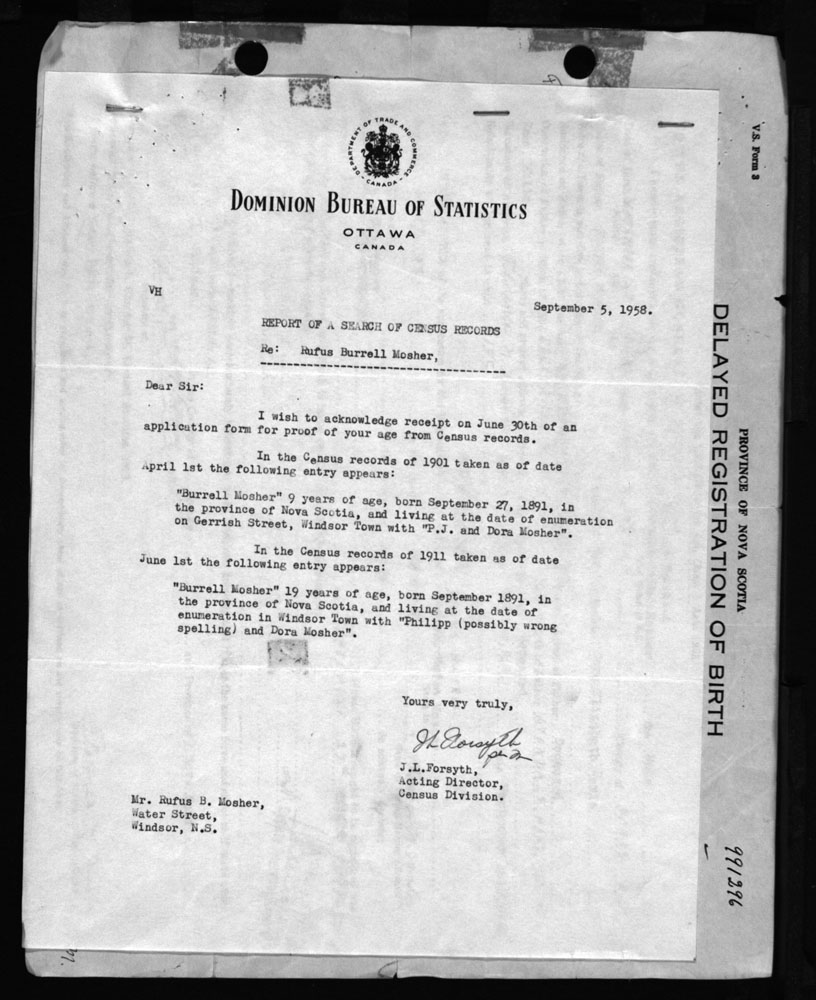 DEPARTMENT OF TRADE AND COMMERCE
CANADA
DOMINION BUREAU OF STATISTICS
OTTAWA
CANADA
VH
September 5, 1958.
REPORT OF A SEARCH OF CENSUS RECORDS
Re: Rufus Burrell Mosher,
Dear Sir:
I wish to acknowledge receipt on June 30th of an
application form for proof of your age from Census records.
In the Census records of 1901 taken as of date
April 1st the following entry appears:
"Burrell Mosher" 9 years of age, born September 27, 1891, in
the province of Nova Scotia, and living at the date of enumeration
on Gerrish Street, Windsor Town with "P.J. and Dora Mosher".
In the Census records of 1911 taken as of date
June 1st the following entry appears:
"Burrell Mosher" 19 years of age, born September 1891, in
the province of Nova Scotia, and living at the date of
enumeration in Windsor Town with "Philipp (possibly wrong
spelling) and Dora Mosher".
Yours very truly,
JL Forsyth
J.L.Forsyth,
Acting Director,
Census Division.
Mr. Rufus B. Mosher,
Water Street,
Windsor, N.S.
V.S. Form 3
PROVINCE OF NOVA SCOTIA
DELAYED REGISTRATION OF BIRTH
991296